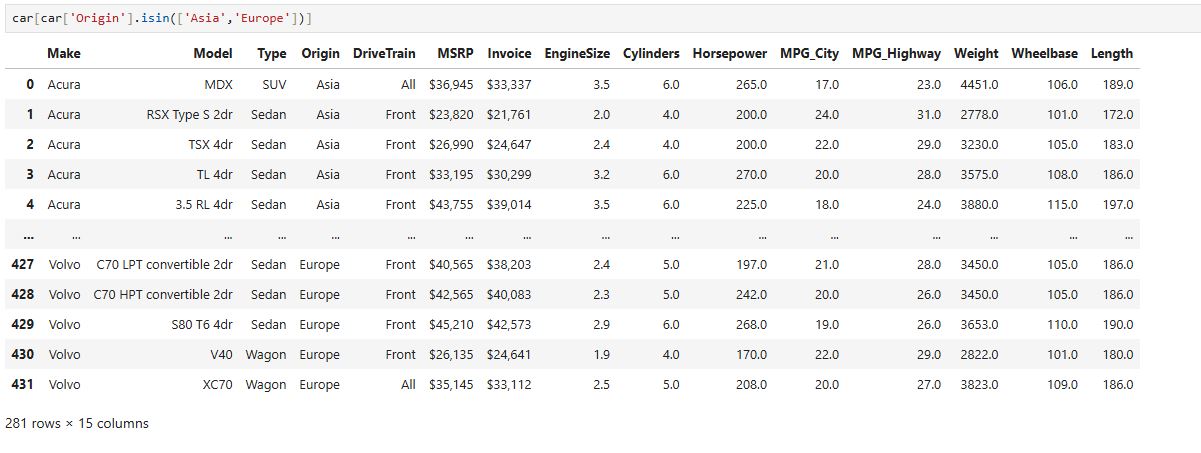 car[car['Origin'].isin(['Asia','Europe'])]
Make Model Type Origin DriveTrain MSRP Invoice EngineSize Cylinders Horsepower MPG_City MPG_Highway Weight Wheelbase Length
0 Acura MDX SUV Asia All $36,945 $33,337 3.5 6.0 265.0 17.0 23.0 4451.0 106.0 189.0
1 Acura RSX Type S 2dr Sedan Asia Front $23,820 $21,761 2.0 4.0 200.0 24.0 31.0 2778.0 101.0 172.0
2 Acura TSX 4dr Sedan Asia Front $26,990 $24,647 2.4 4.0 200.0 22.0 29.0 3230.0 105.0 183.0
3 Acura TL 4dr Sedan Asia Front $33,195 $30,299 3.2 6.0 270.0 20.0 28.0 3575.0 108.0 186.0
4 Acura 3.5 RL 4dr Sedan Asia Front $43,755 $39,014 3.5 6.0 225.0 18.0 24.0 3880.0 115.0 197.0
... ... ... ... ... ... ... ... ... ... ... ... ... ... ... ...
427 Volvo C70 LPT convertible 2dr Sedan Europe Front $40,565 $38,203 2.4 5.0 197.0 21.0 28.0 3450.0 105.0 186.0
428 Volvo C70 HPT convertible 2dr Sedan Europe Front $42,565 $40,083 2.3 5.0 242.0 20.0 26.0 3450.0 105.0 186.0
429 Volvo S80 T6 4dr Sedan Europe Front $45,210 $42,573 2.9 6.0 268.0 19.0 26.0 3653.0 110.0 190.0
430 Volvo V40 Wagon Europe Front $26,135 $24,641 1.9 4.0 170.0 22.0 29.0 2822.0 101.0 180.0
431 Volvo XC70 Wagon Europe All $35,145 $33,112 2.5 5.0 208.0 20.0 27.0 3823.0 109.0 186.0
281 rows × 15 columns